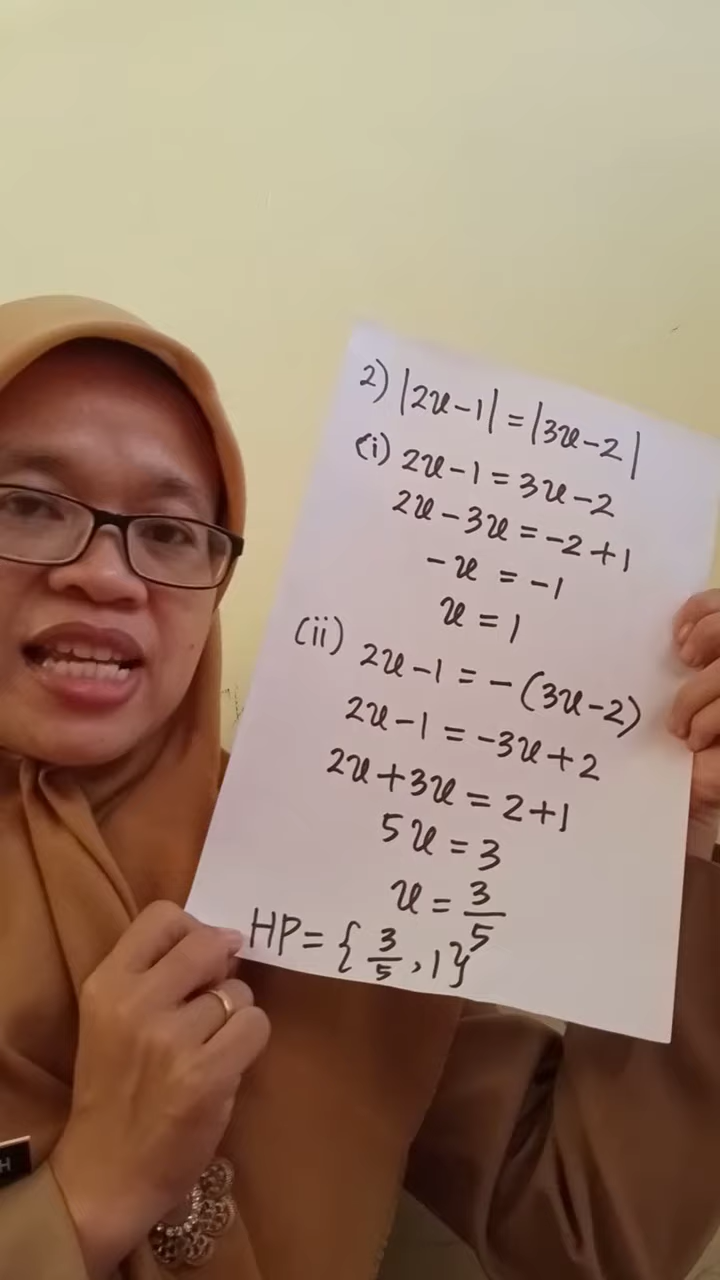 2) |2x-1| = |3x-2|
(i) 2x-1 = 3x-2
2x-3x = -2+1
-x = -1
x = 1
(ii) 2x-1 = -(3x-2)
2x-1 = -3x+2
2x+3x = 2+1
5x = 3
x = 3/5
HP = {3/5, 1}
H